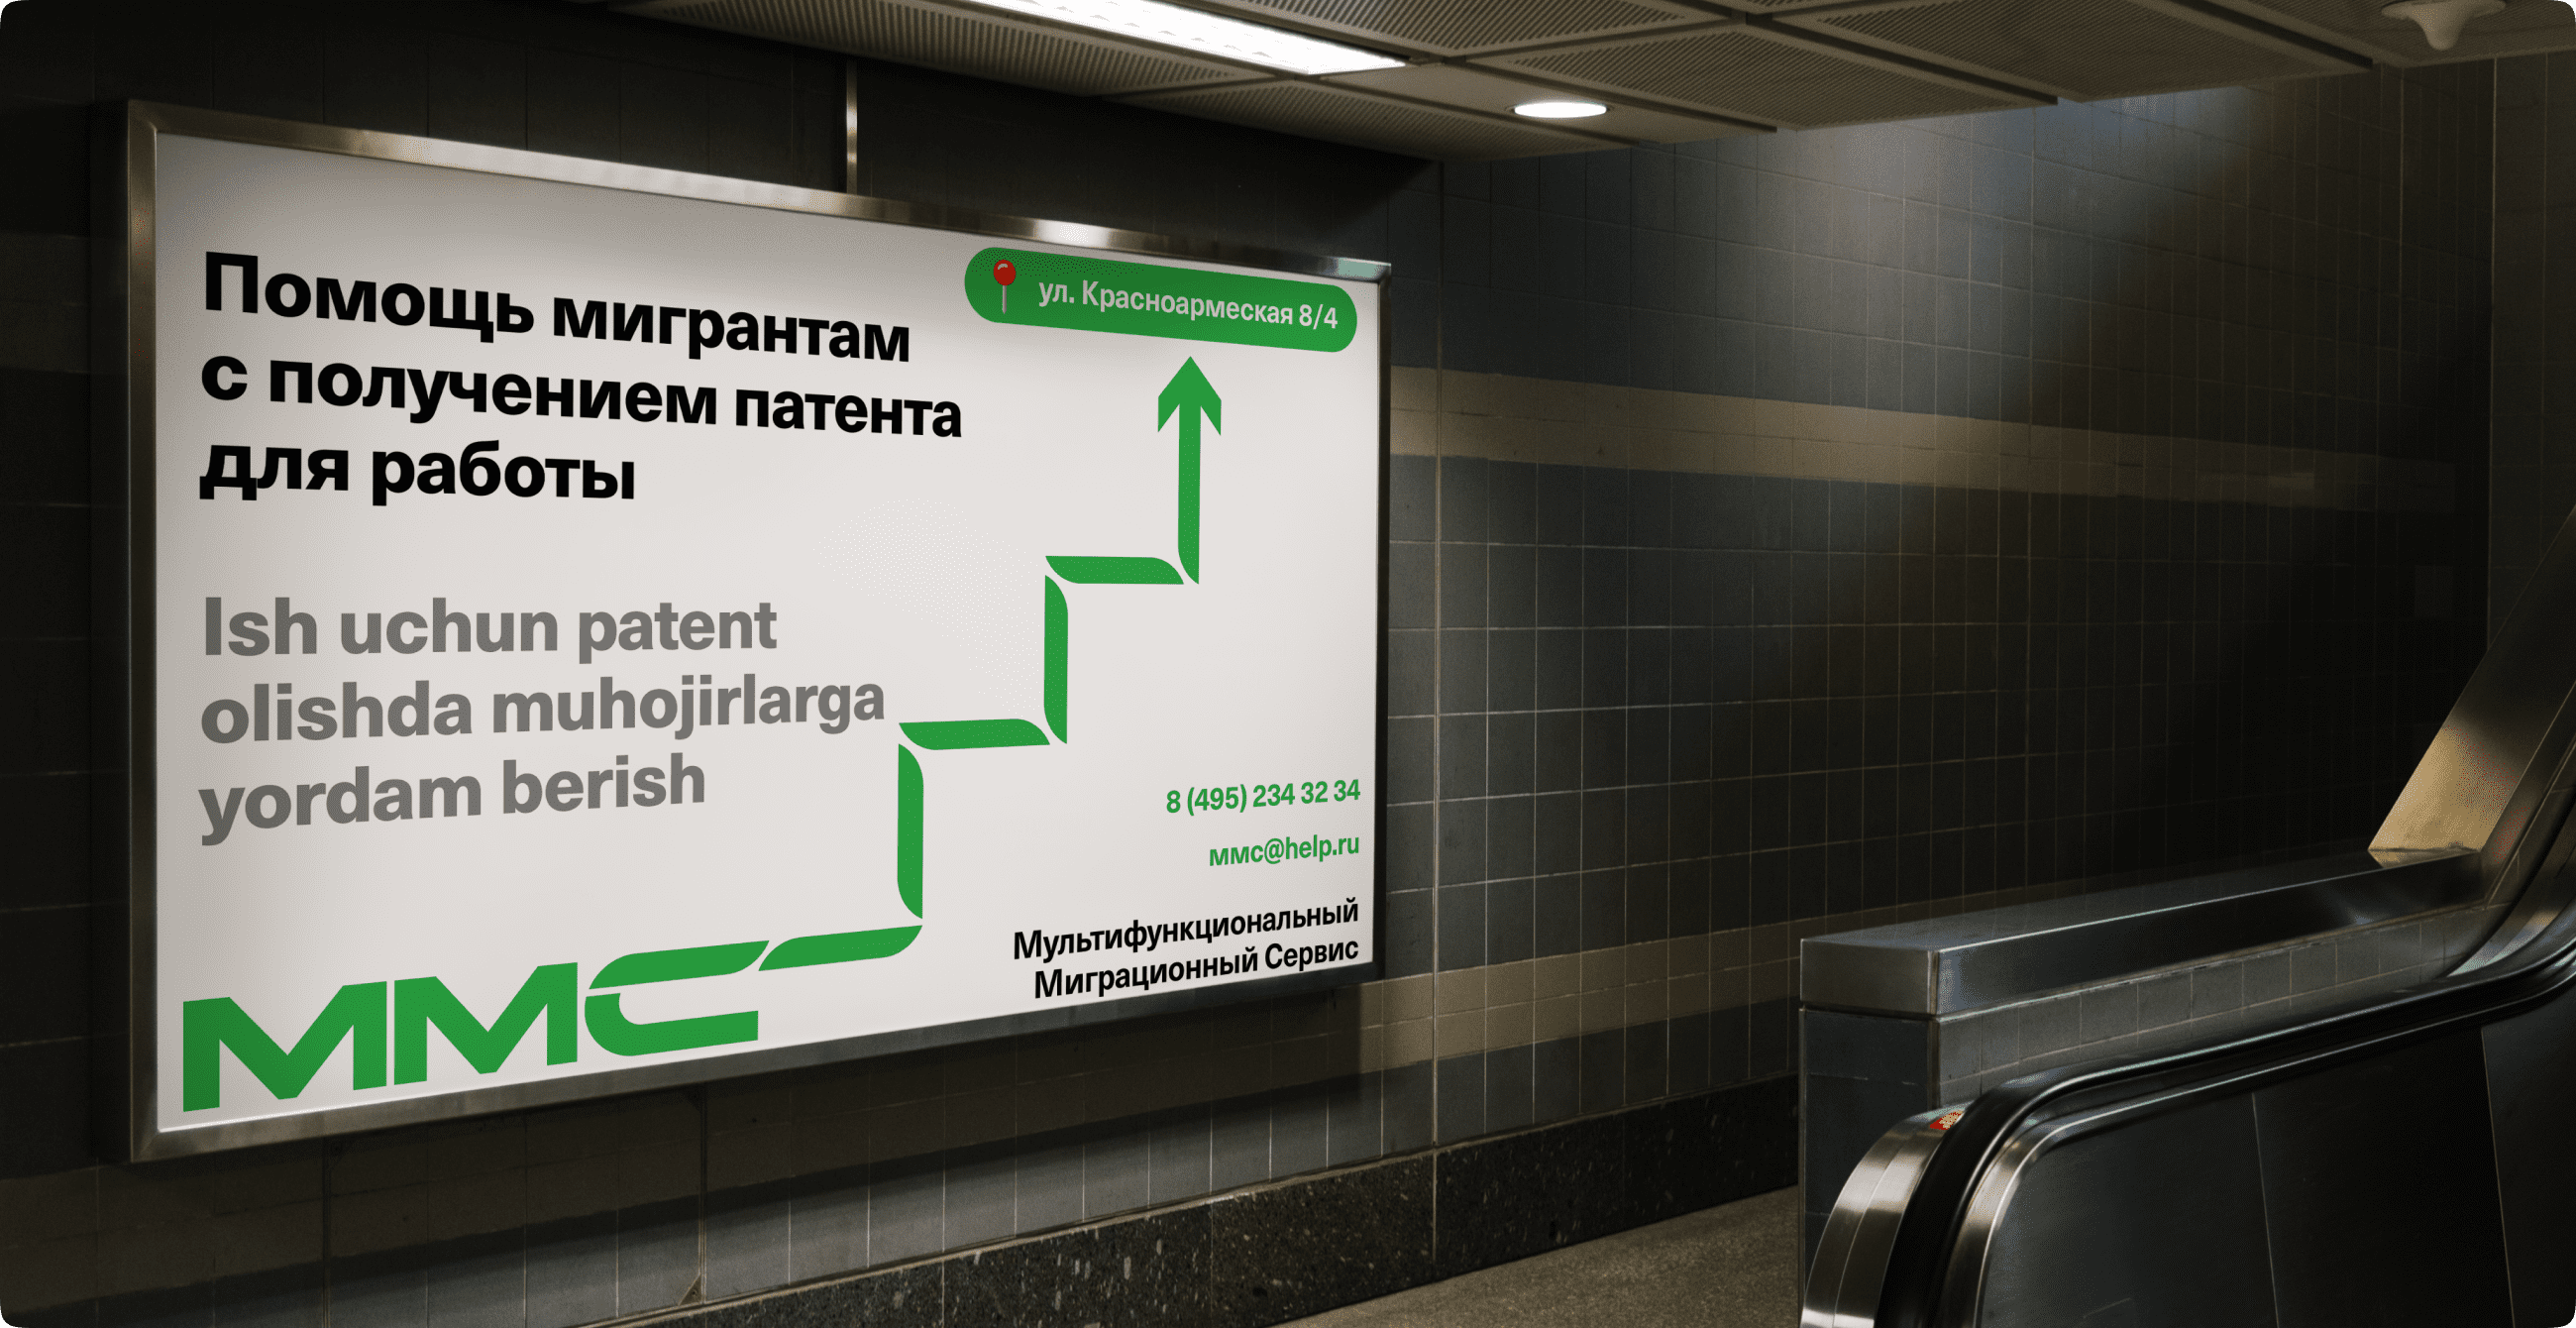 Помощь мигрантам
с получением патента
для работы
ул. Красноармеская 8/4
Ish uchun patent
olishda muhojirlarga
yordam berish
8 (495) 234 32 34
ммс@help.ru
Мультифункциональный
Миграционный Сервис
ММС